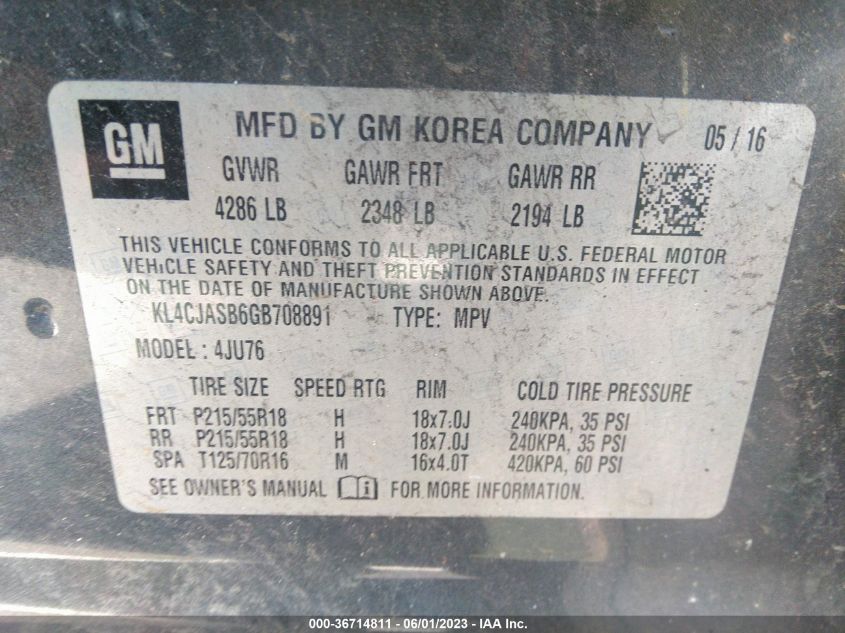 GM
MFD BY GM KOREA COMPANY 05 / 16
GVWR GAWR FRT GAWR RR
4286 LB 2348 LB 2194 LB
THIS VEHICLE CONFORMS TO ALL APPLICABLE U.S. FEDERAL MOTOR
VEHICLE SAFETY AND THEFT PREVENTION STANDARDS IN EFFECT
ON THE DATE OF MANUFACTURE SHOWN ABOVE.
KL4CJASB6GB708891 TYPE: MPV
MODEL : 4JU76
TIRE SIZE SPEED RTG RIM COLD TIRE PRESSURE
FRT P215/55R18 H 18x7.0J 240KPA, 35 PSI
RR P215/55R18 H 18x7.0J 240KPA, 35 PSI
SPA T125/70R16 M 16x4.0T 420KPA, 60 PSI
SEE OWNER'S MANUAL i FOR MORE INFORMATION.
000-36714811 - 06/01/2023 - IAA Inc.